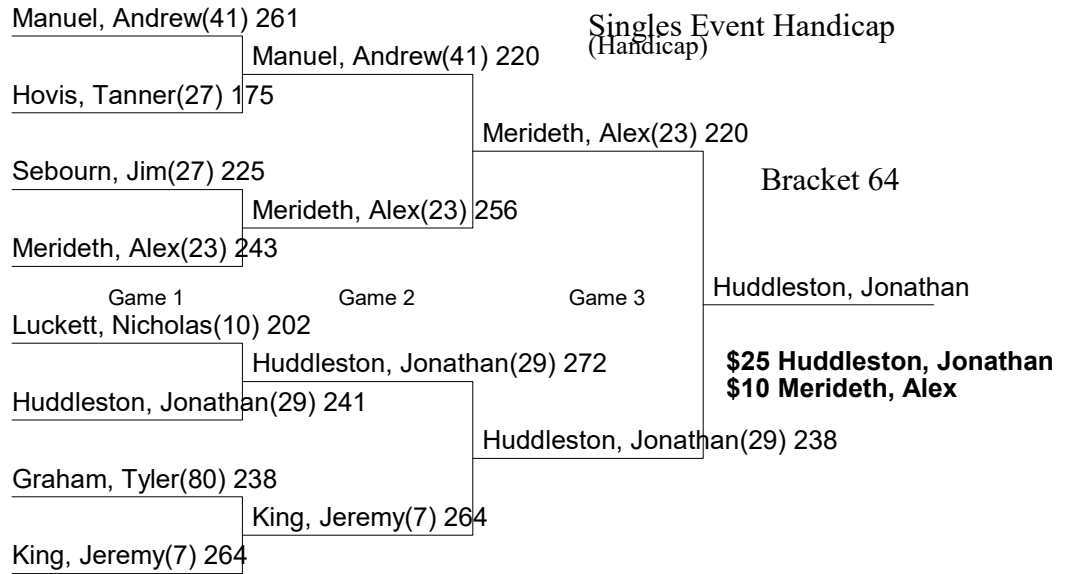 Manuel, Andrew(41) 261
Singles Event Handicap
(Handicap)
Manuel, Andrew(41) 220
Hovis, Tanner(27) 175
Merideth, Alex(23) 220
Sebourn, Jim(27) 225
Bracket 64
Merideth, Alex(23) 256
Merideth, Alex(23) 243
Huddleston, Jonathan
Game 1 Game 2 Game 3
Luckett, Nicholas(10) 202
Huddleston, Jonathan(29) 272
$25 Huddleston, Jonathan
$10 Merideth, Alex
Huddleston, Jonathan(29) 241
Huddleston, Jonathan(29) 238
Graham, Tyler(80) 238
King, Jeremy(7) 264
King, Jeremy(7) 264